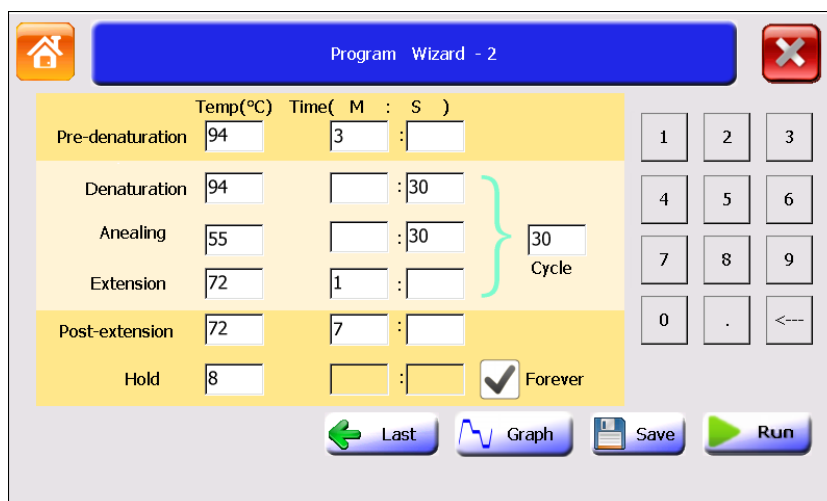 Program Wizard - 2
Temp(°C) Time( M : S )
Pre-denaturation 94 3 :
Denaturation 94 : 30
Anealing 55 : 30
30
Cycle
Extension 72 1 :
Post-extension 72 7 :
Hold 8 : Forever
1 2 3
4 5 6
7 8 9
0 . <---
Last Graph Save Run